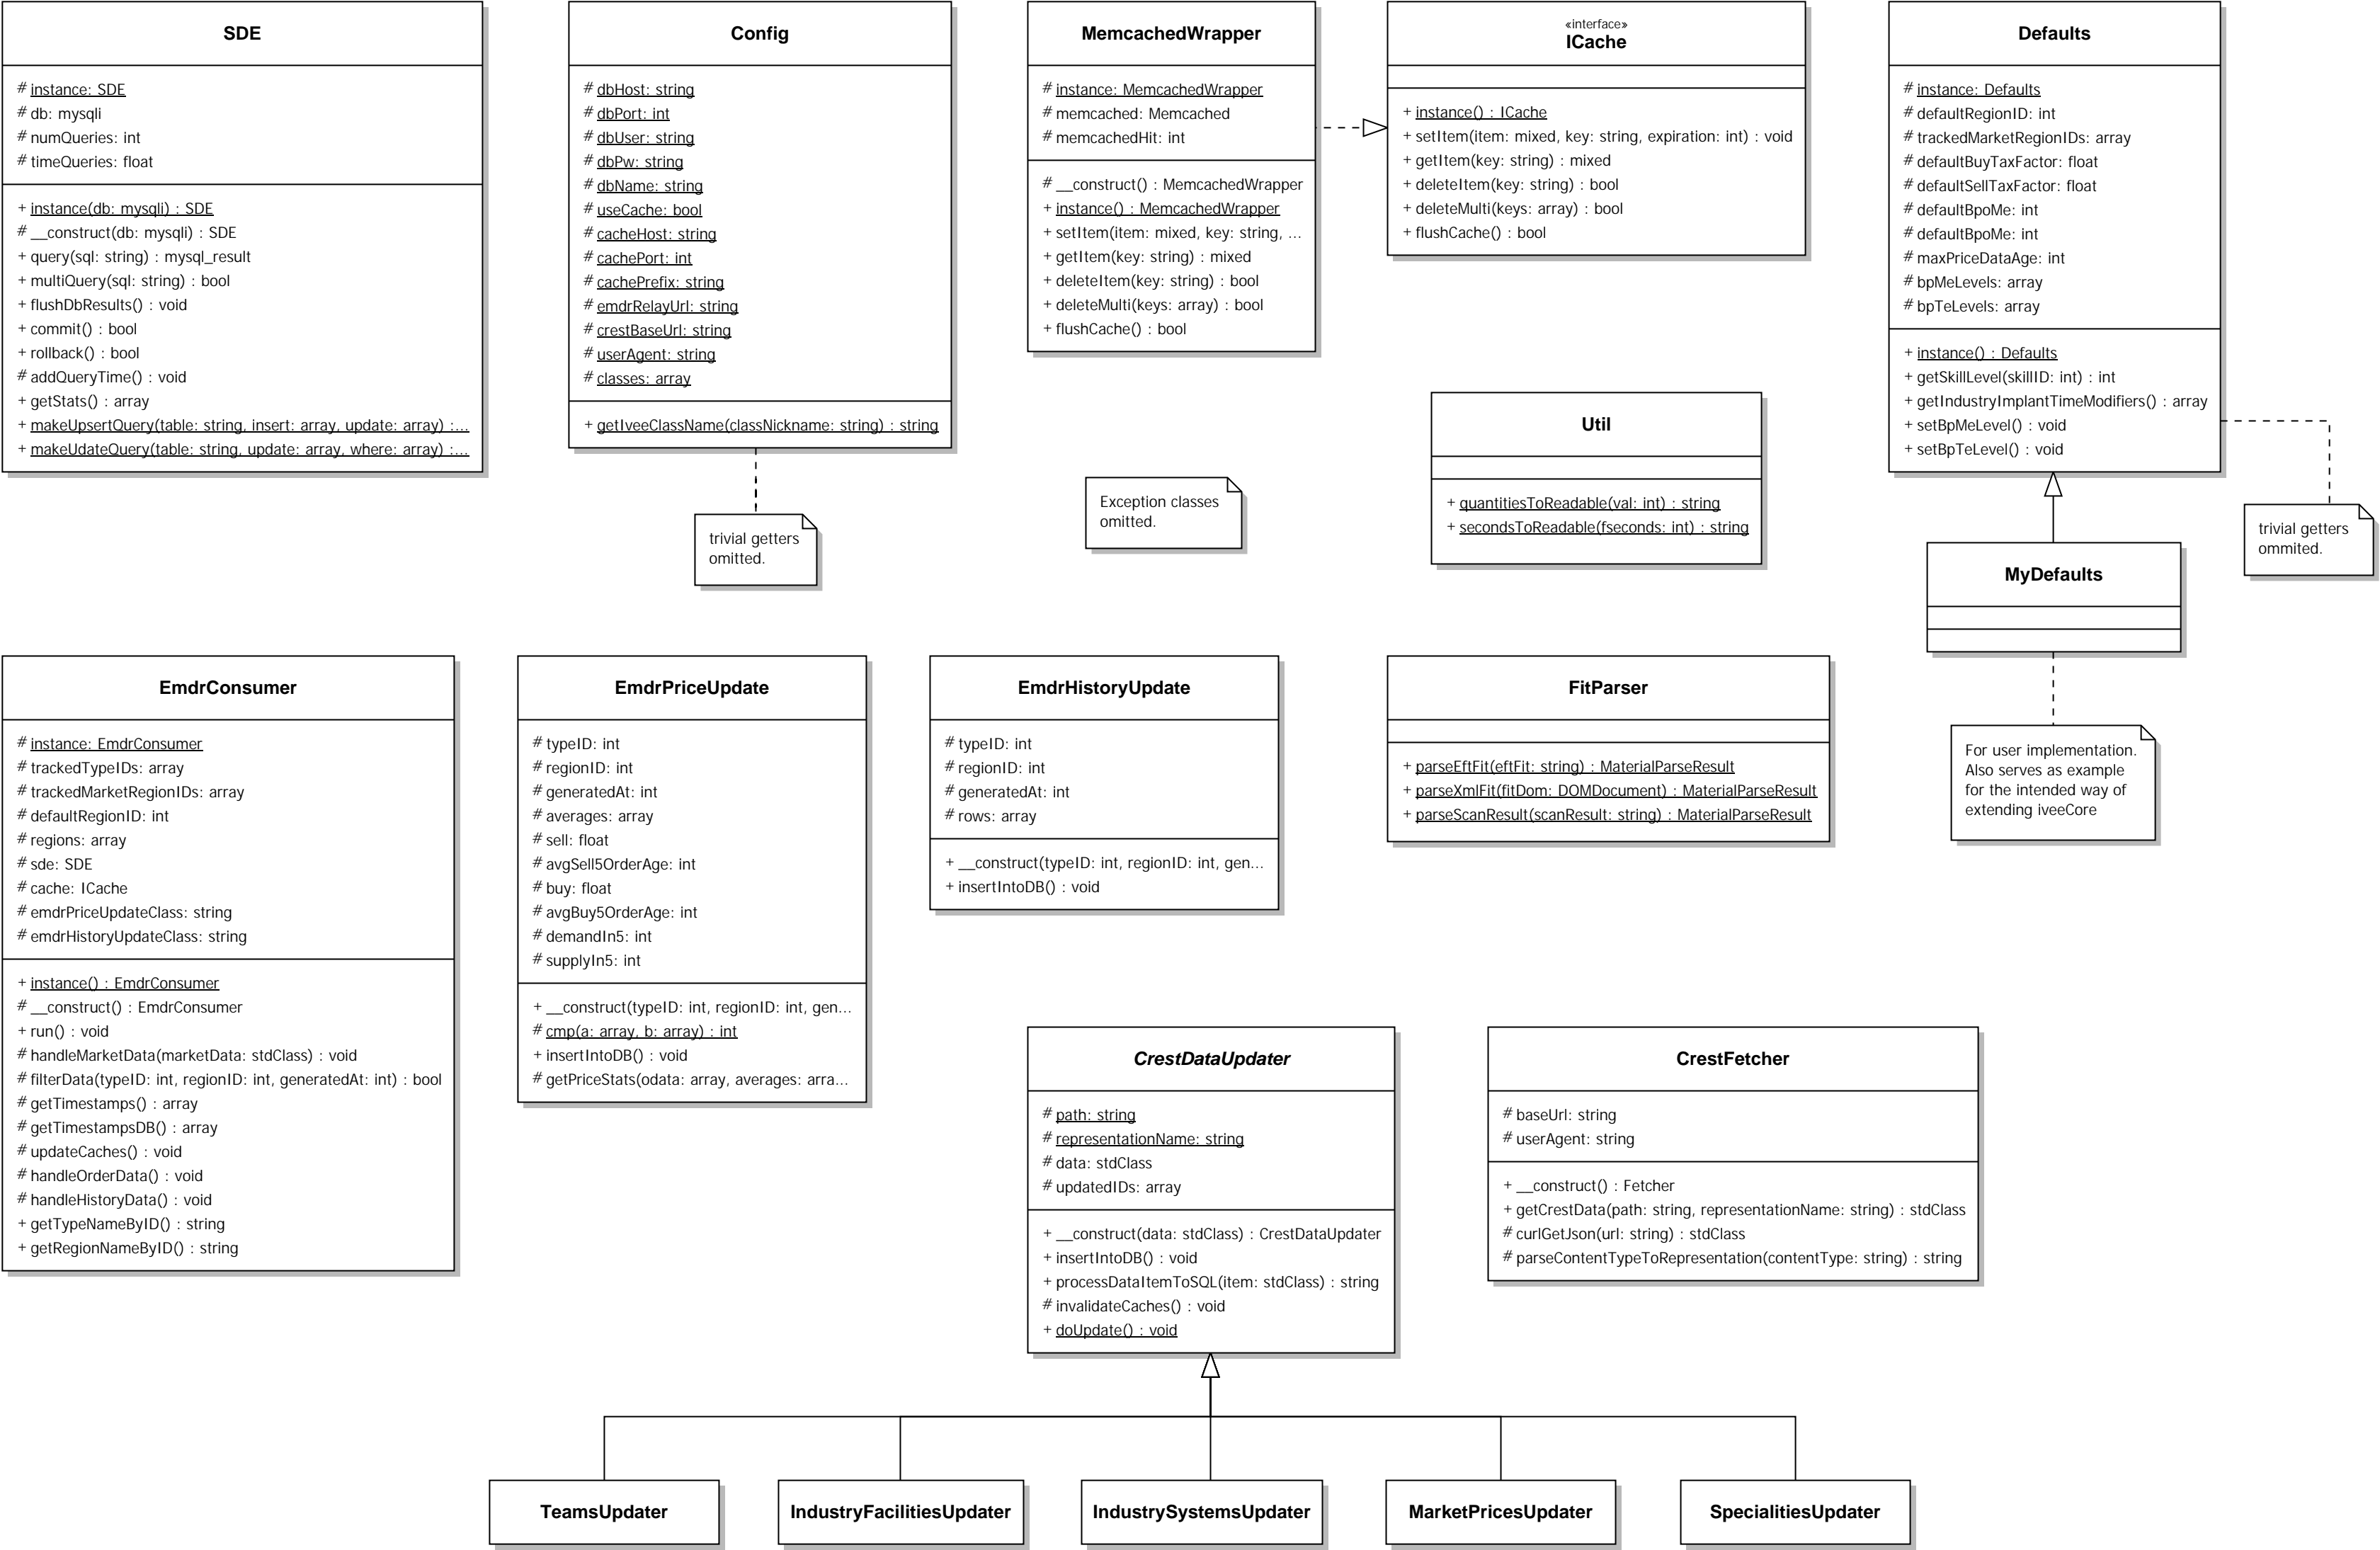 SDE
# instance: SDE
# db: mysqli
# numQueries: int
# timeQueries: float
+ instance(db: mysqli) : SDE
# __construct(db: mysqli) : SDE
+ query(sql: string) : mysql_result
+ multiQuery(sql: string) : bool
+ flushDbResults() : void
+ commit() : bool
+ rollback() : bool
+ addQueryTime() : void
+ getStats() : array
+ makeUpsertQuery(table: string, insert: array, update: array) :...
+ makeUdateQuery(table: string, update: array, where: array) :...
Config
# dbHost: string
# dbPort: int
# dbUser: string
# dbPw: string
# dbName: string
# useCache: bool
# cacheHost: string
# cachePort: int
# cachePrefix: string
# emdrRelayUrl: string
# crestBaseUrl: string
# userAgent: string
# classes: array
+ getIveeClassName(classNickname: string) : string
trivial getters
omitted.
MemcachedWrapper
# instance: MemcachedWrapper
# memcached: Memcached
# memcachedHit: int
# __construct() : MemcachedWrapper
+ instance() : MemcachedWrapper
+ setItem(item: mixed, key: string, ...
+ getItem(key: string) : mixed
+ deleteItem(key: string) : bool
+ deleteMulti(keys: array) : bool
+ flushCache() : bool
«interface»
ICache
+ instance() : ICache
+ setItem(item: mixed, key: string, expiration: int) : void
+ getItem(key: string) : mixed
+ deleteItem(key: string) : bool
+ deleteMulti(keys: array) : bool
+ flushCache() : bool
Exception classes
omitted.
Util
+ quantitiesToReadable(val: int) : string
+ secondsToReadable(fseconds: int) : string
Defaults
# instance: Defaults
# defaultRegionID: int
# trackedMarketRegionIDs: array
# defaultBuyTaxFactor: float
# defaultSellTaxFactor: float
# defaultBpoMe: int
# defaultBpoMe: int
# maxPriceDataAge: int
# bpMeLevels: array
# bpTeLevels: array
+ instance() : Defaults
+ getSkillLevel(skillID: int) : int
+ getIndustryImplantTimeModifiers() : array
+ setBpMeLevel() : void
+ setBpTeLevel() : void
trivial getters
ommited.
MyDefaults
For user implementation.
Also serves as example
for the intended way of
extending iveeCore
EmdrConsumer
# instance: EmdrConsumer
# trackedTypeIDs: array
# trackedMarketRegionIDs: array
# defaultRegionID: int
# regions: array
# sde: SDE
# cache: ICache
# emdrPriceUpdateClass: string
# emdrHistoryUpdateClass: string
+ instance() : EmdrConsumer
# __construct() : EmdrConsumer
+ run() : void
# handleMarketData(marketData: stdClass) : void
# filterData(typeID: int, regionID: int, generatedAt: int) : bool
# getTimestamps() : array
# getTimestampsDB() : array
# updateCaches() : void
# handleOrderData() : void
# handleHistoryData() : void
+ getTypeNameByID() : string
+ getRegionNameByID() : string
EmdrPriceUpdate
# typeID: int
# regionID: int
# generatedAt: int
# averages: array
# sell: float
# avgSell5OrderAge: int
# buy: float
# avgBuy5OrderAge: int
# demandIn5: int
# supplyIn5: int
+ __construct(typeID: int, regionID: int, gen...
# cmp(a: array, b: array) : int
+ insertIntoDB() : void
# getPriceStats(odata: array, averages: arra...
EmdrHistoryUpdate
# typeID: int
# regionID: int
# generatedAt: int
# rows: array
+ __construct(typeID: int, regionID: int, gen...
+ insertIntoDB() : void
FitParser
+ parseEftFit(eftFit: string) : MaterialParseResult
+ parseXmlFit(fitDom: DOMDocument) : MaterialParseResult
+ parseScanResult(scanResult: string) : MaterialParseResult
CrestDataUpdater
# path: string
# representationName: string
# data: stdClass
# updatedIDs: array
+ __construct(data: stdClass) : CrestDataUpdater
+ insertIntoDB() : void
+ processDataItemToSQL(item: stdClass) : string
# invalidateCaches() : void
+ doUpdate() : void
CrestFetcher
# baseUrl: string
# userAgent: string
+ __construct() : Fetcher
+ getCrestData(path: string, representationName: string) : stdClass
# curlGetJson(url: string) : stdClass
# parseContentTypeToRepresentation(contentType: string) : string
TeamsUpdater
IndustryFacilitiesUpdater
IndustrySystemsUpdater
MarketPricesUpdater
SpecialitiesUpdater